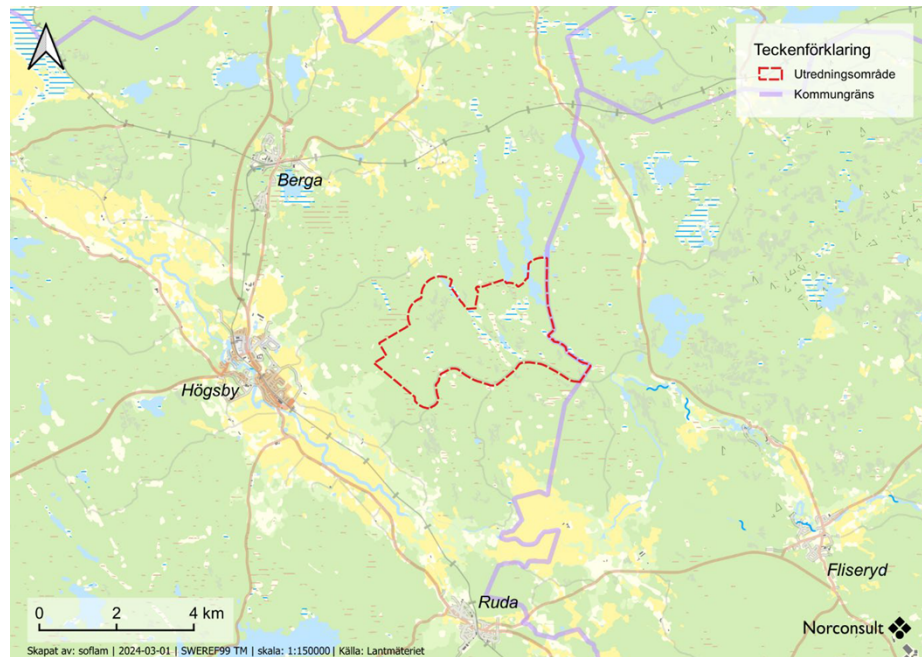 Teckenförklaring
Utredningsområde
Kommungräns
Berga
Högsby
Ruda
Fliseryd
0 2 4 km
Norconsult
Skapat av: soflam | 2024-03-01 | SWEREF99 TM | skala: 1:150000 | Källa: Lantmäteriet